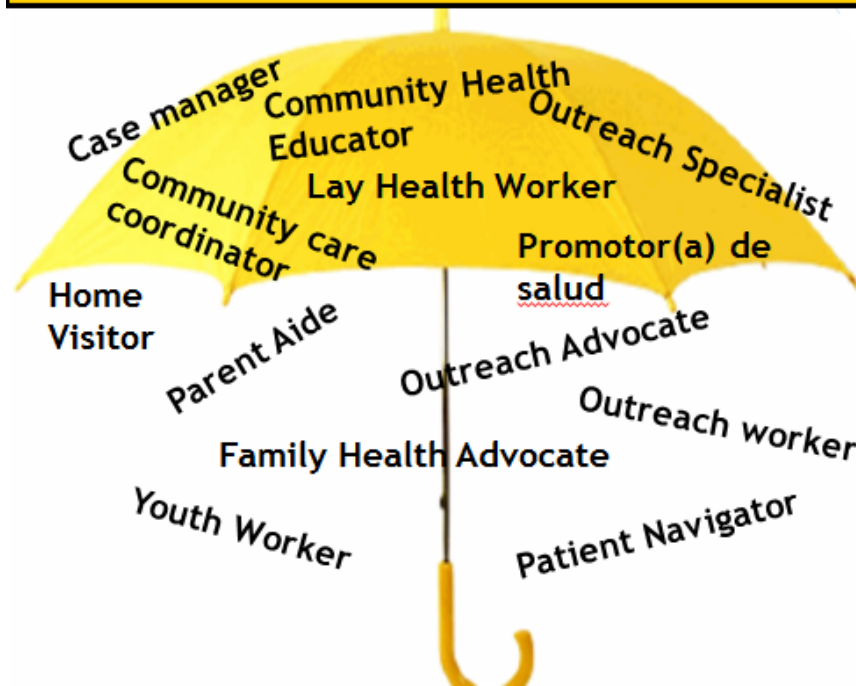 Case manager
Community Health
Educator
Outreach Specialist
Lay Health Worker
Community care
coordinator
Promotor(a) de
salud
Home
Visitor
Parent Aide
Outreach Advocate
Outreach worker
Family Health Advocate
Youth Worker
Patient Navigator